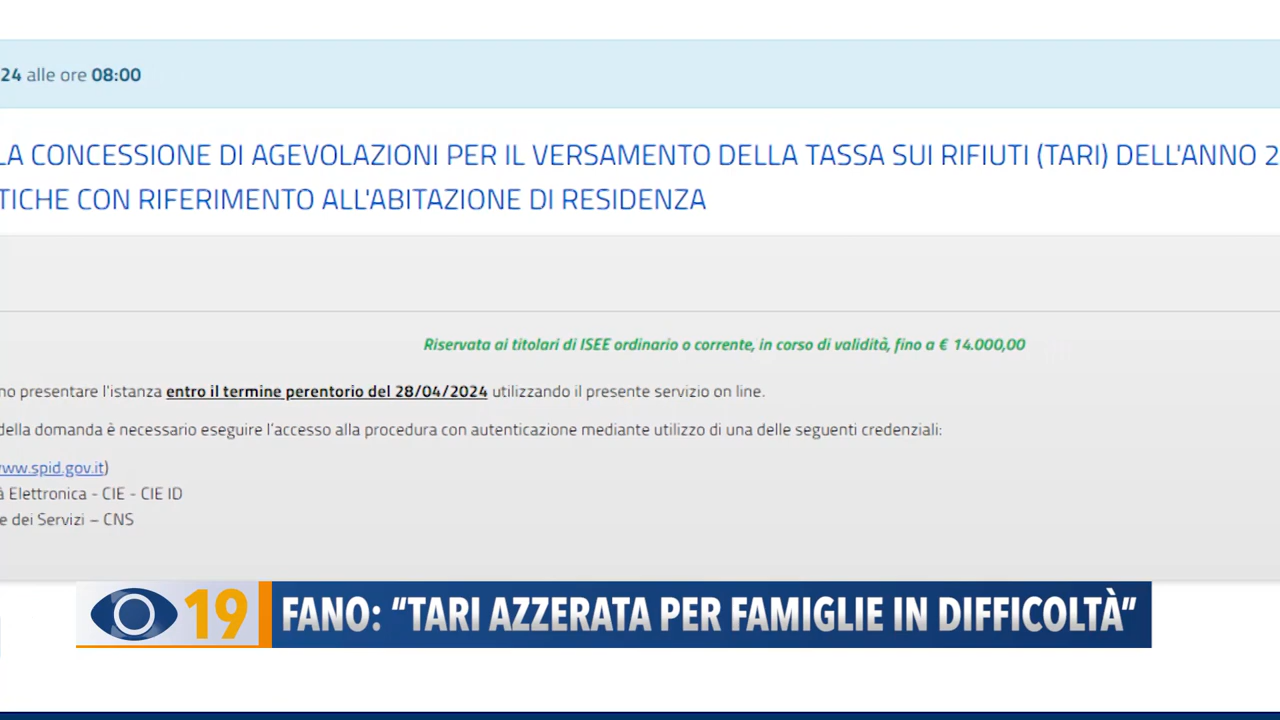 24 alle ore 08:00
LA CONCESSIONE DI AGEVOLAZIONI PER IL VERSAMENTO DELLA TASSA SUI RIFIUTI (TARI) DELL'ANNO 2
TICHE CON RIFERIMENTO ALL'ABITAZIONE DI RESIDENZA
Riservata ai titolari di ISEE ordinario o corrente, in corso di validità, fino a € 14.000,00
no presentare l'istanza entro il termine perentorio del 28/04/2024 utilizzando il presente servizio on line.
della domanda è necessario eseguire l'accesso alla procedura con autenticazione mediante utilizzo di una delle seguenti credenziali:
www.spid.gov.it)
à Elettronica - CIE - CIE ID
e dei Servizi – CNS
19 FANO: “TARI AZZERATA PER FAMIGLIE IN DIFFICOLTÀ”